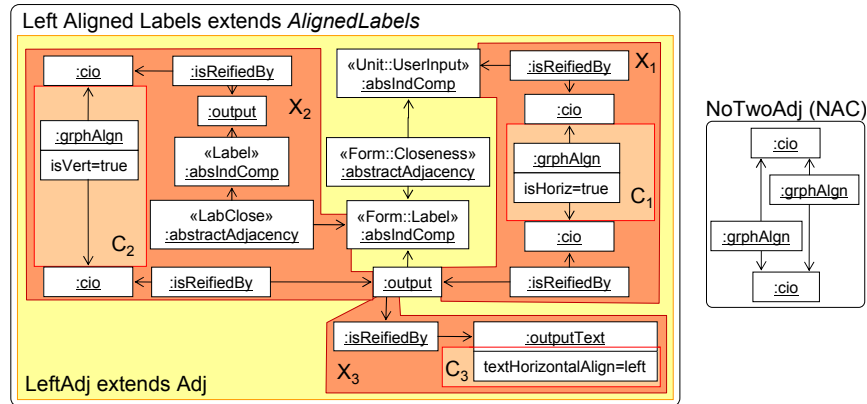 Left Aligned Labels extends AlignedLabels
:cio
:isReifiedBy
X2
:output
:grphAlgn
isVert=true
«Label»
:absIndComp
C2
«LabClose»
:abstractAdjacency
:cio
:isReifiedBy
«Unit::UserInput»
:absIndComp
:isReifiedBy
X1
:cio
«Form::Closeness»
:abstractAdjacency
:grphAlgn
isHoriz=true
C1
«Form::Label»
:absIndComp
:cio
:output
:isReifiedBy
:isReifiedBy
:outputText
X3
C3
textHorizontalAlign=left
LeftAdj extends Adj
NoTwoAdj (NAC)
:cio
:grphAlgn
:grphAlgn
:cio